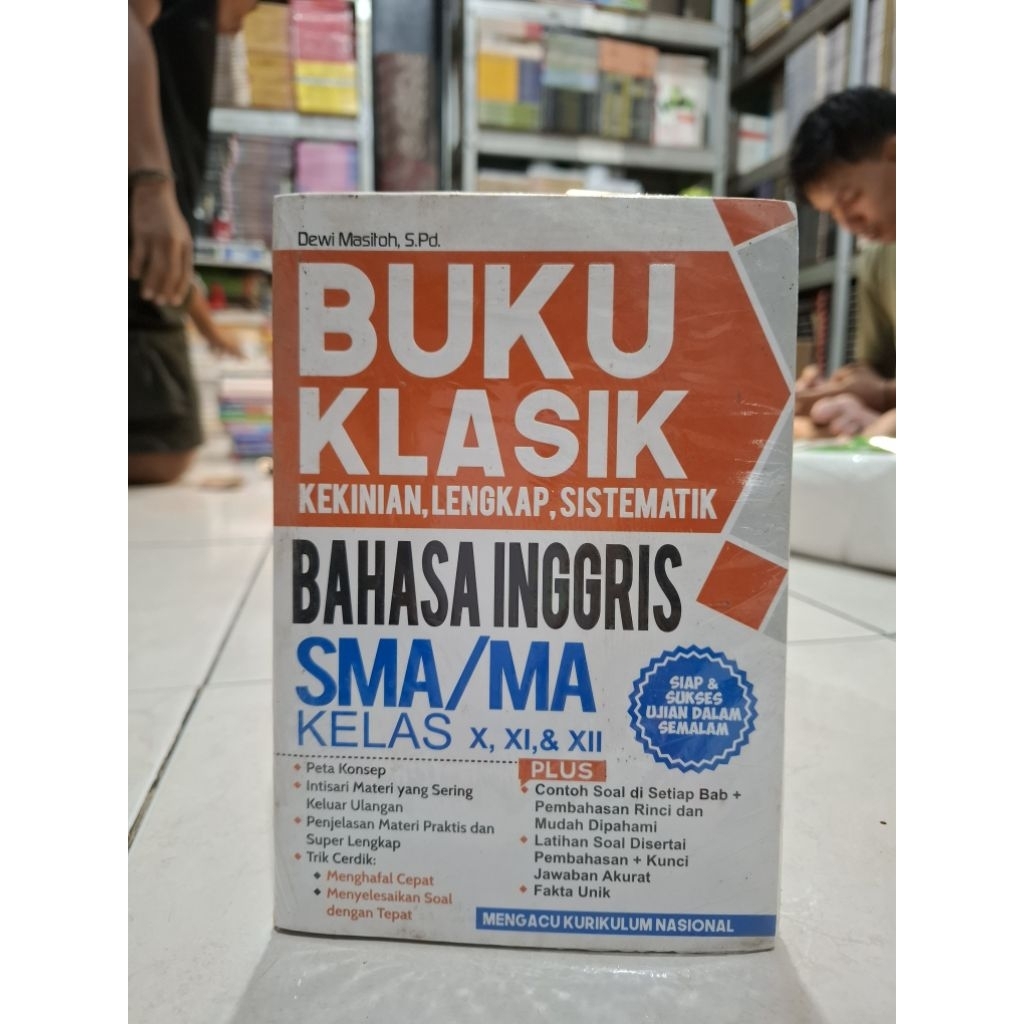 Dewi Masitoh, S.Pd.
BUKU
KLASIK
KEKINIAN, LENGKAP, SISTEMATIK
BAHASA INGGRIS
SMA/MA
KELAS X, XI, & XII
SIAP &
SUKSES
UJIAN DALAM
SEMALAM
Peta Konsep
Intisari Materi yang Sering
Keluar Ulangan
Penjelasan Materi Praktis dan
Super Lengkap
Trik Cerdik:
Menghafal Cepat
Menyelesaikan Soal
dengan Tepat
PLUS
Contoh Soal di Setiap Bab +
Pembahasan Rinci dan
Mudah Dipahami
Latihan Soal Disertai
Pembahasan + Kunci
Jawaban Akurat
Fakta Unik
MENGACU KURIKULUM NASIONAL